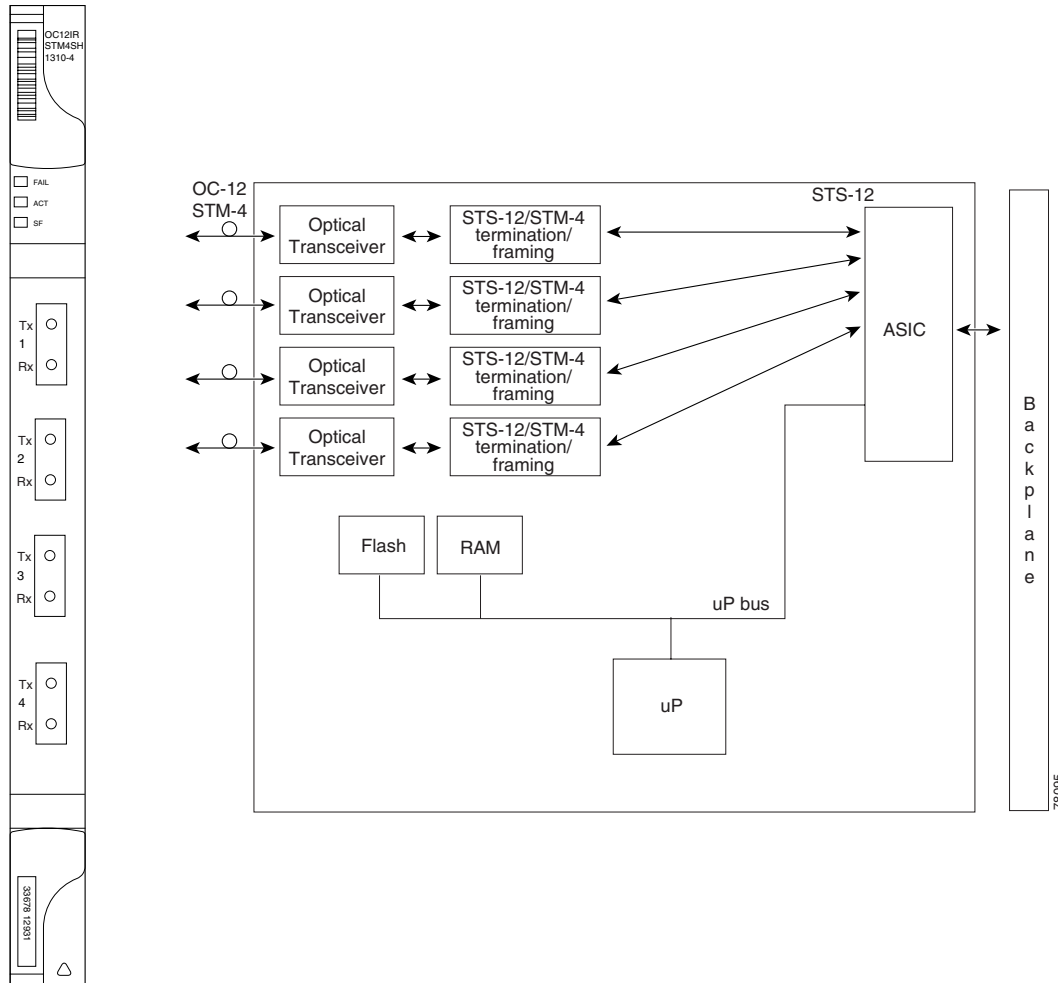 OC12IR
STM4SH
1310-4
FAIL
ACT
SF
Tx
1
Rx
Tx
2
Rx
Tx
3
Rx
Tx
4
Rx
33678 12931
OC-12
STM-4
STS-12
Optical
Transceiver
STS-12/STM-4
termination/
framing
Optical
Transceiver
STS-12/STM-4
termination/
framing
Optical
Transceiver
STS-12/STM-4
termination/
framing
Optical
Transceiver
STS-12/STM-4
termination/
framing
ASIC
Flash
RAM
uP bus
uP
Backplane
78095